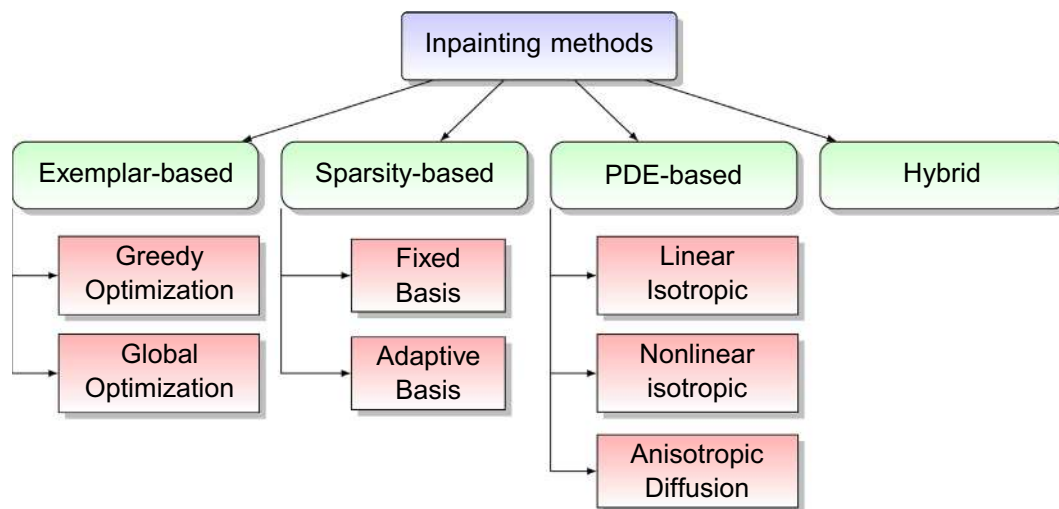 Inpainting methods
Exemplar-based
Sparsity-based
PDE-based
Hybrid
Greedy
Optimization
Global
Optimization
Fixed
Basis
Adaptive
Basis
Linear
Isotropic
Nonlinear
isotropic
Anisotropic
Diffusion